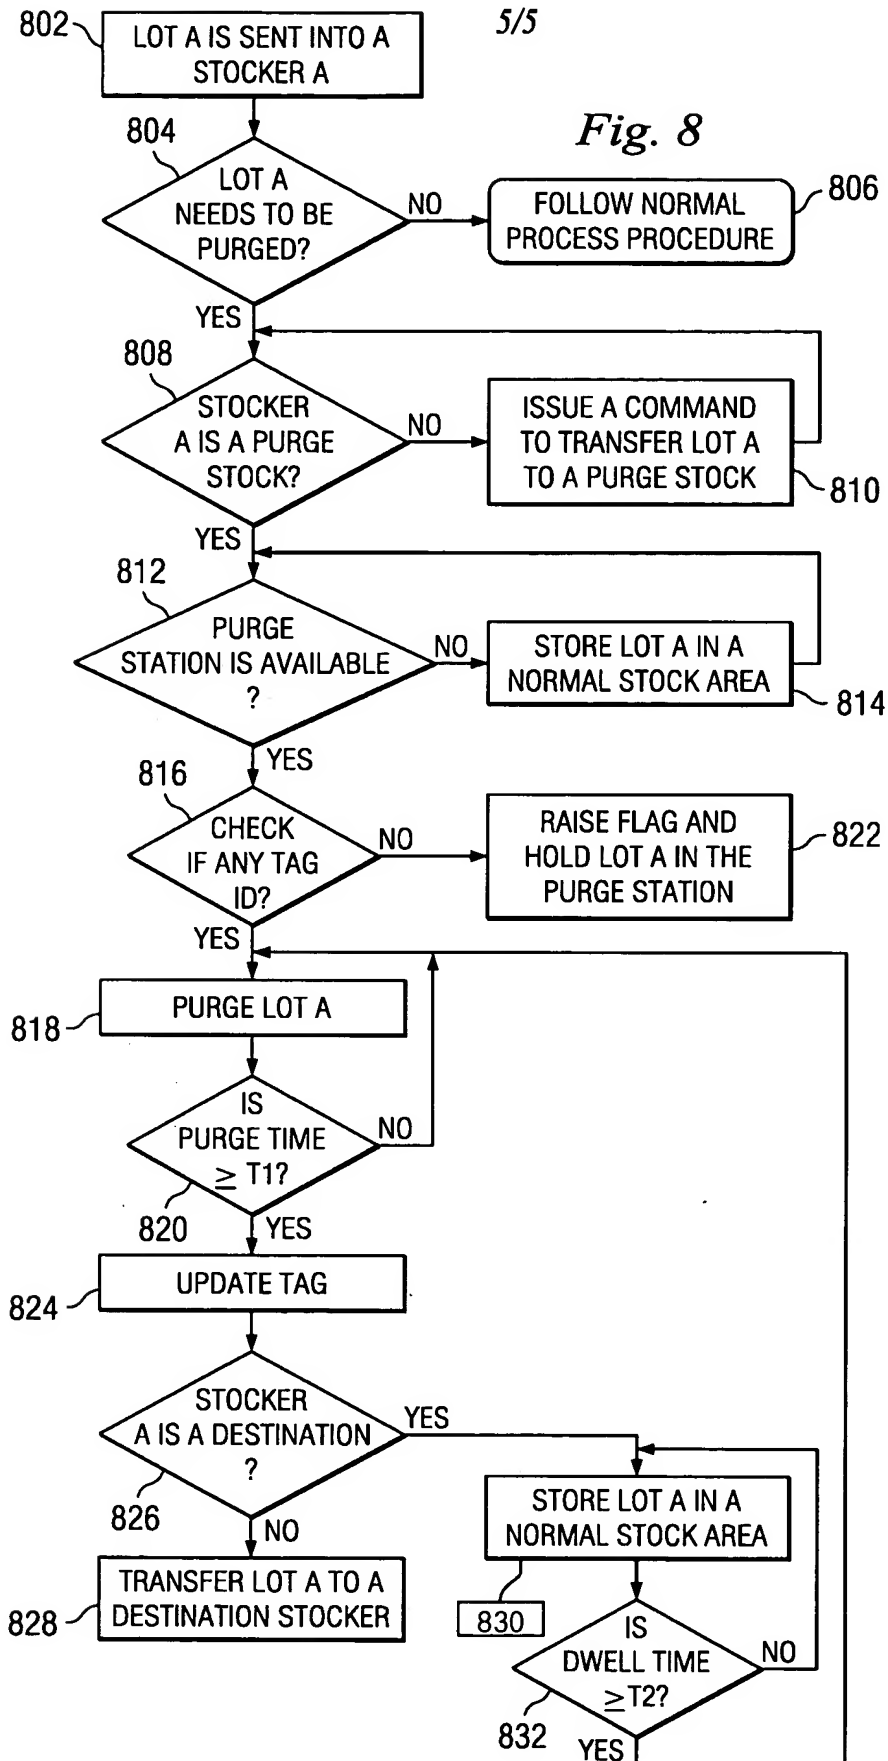 5/5
Fig. 8
802
LOT A IS SENT INTO A
STOCKER A
804
LOT A
NEEDS TO BE
PURGED?
NO
FOLLOW NORMAL
PROCESS PROCEDURE
806
YES
808
STOCKER
A IS A PURGE
STOCK?
NO
ISSUE A COMMAND
TO TRANSFER LOT A
TO A PURGE STOCK
810
YES
812
PURGE
STATION IS AVAILABLE
?
NO
STORE LOT A IN A
NORMAL STOCK AREA
814
YES
816
CHECK
IF ANY TAG
ID?
NO
RAISE FLAG AND
HOLD LOT A IN THE
PURGE STATION
822
YES
PURGE LOT A
818
IS
PURGE TIME
≥ T1?
NO
820
YES
UPDATE TAG
824
STOCKER
A IS A DESTINATION
?
YES
826
NO
TRANSFER LOT A TO A
DESTINATION STOCKER
828
STORE LOT A IN A
NORMAL STOCK AREA
830
IS
DWELL TIME
≥T2?
NO
832
YES